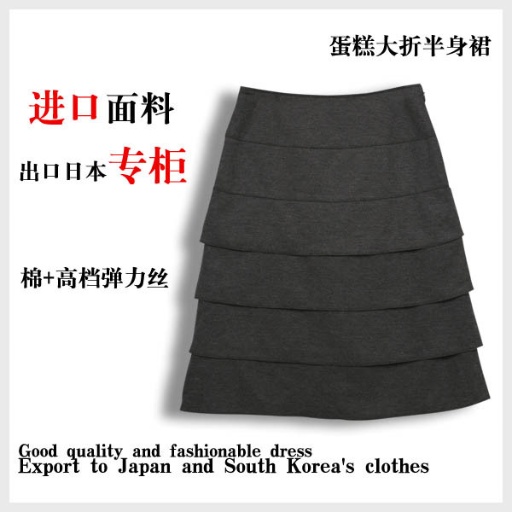 蛋糕大折半身裙
进口面料
出口日本专柜
棉+高档弹力丝
Good quality and fashionable dress
Export to Japan and South Korea's clothes